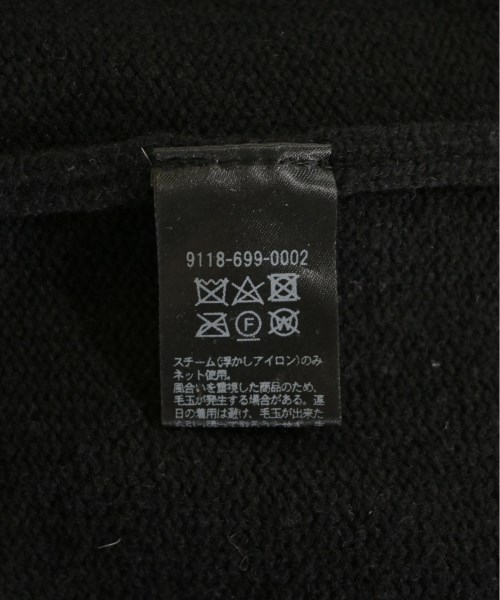 9118-699-0002
F
W
スチーム(浮かしアイロン)のみ
ネット使用。
風合いを重視した商品のため、
毛玉が発生する場合がある。連
日の着用は避け、毛玉が出来た